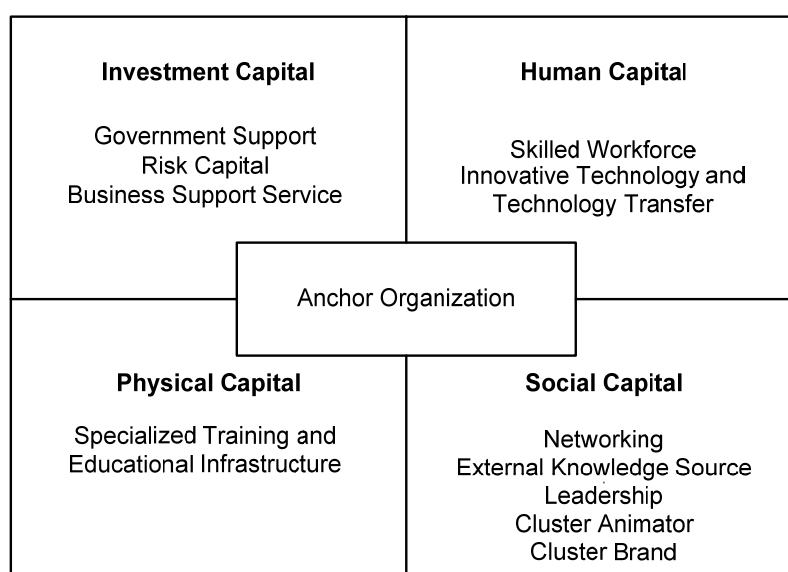 Investment Capital
Government Support
Risk Capital
Business Support Service
Human Capital
Skilled Workforce
Innovative Technology and
Technology Transfer
Anchor Organization
Physical Capital
Specialized Training and
Educational Infrastructure
Social Capital
Networking
External Knowledge Source
Leadership
Cluster Animator
Cluster Brand